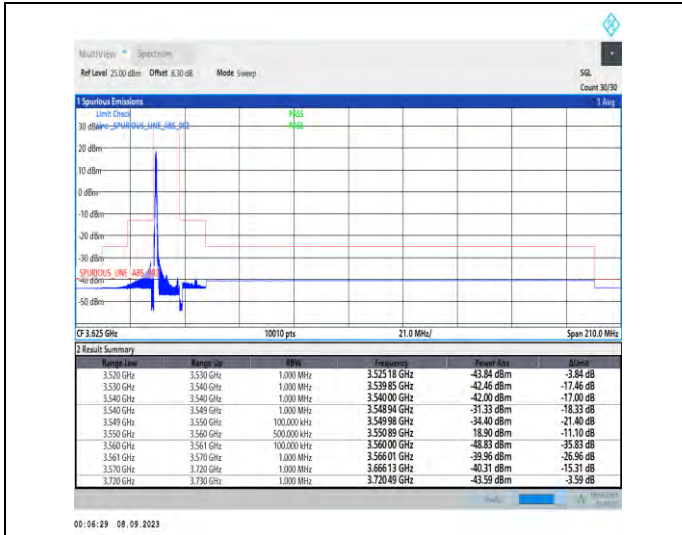 MultiView Spectrum
Ref Level 25.00 dBm Offset 8.30 dB Mode Sweep SGL
Count 30/30
1 Spurious Emissions 1 Avg
Limit Check PASS
30 dBm Line _SPURIOUS_LINE_ABS_002 PASS
20 dBm
10 dBm
0 dBm
-10 dBm
-20 dBm
-30 dBm
_SPURIOUS_LINE_ABS_002
-40 dBm
-50 dBm
CF 3.625 GHz 10010 pts 21.0 MHz/ Span 210.0 MHz
2 Result Summary
Range Low Range Up RBW Frequency Power Abs ΔLimit
3.520 GHz 3.530 GHz 1.000 MHz 3.525 18 GHz -43.84 dBm -3.84 dB
3.530 GHz 3.540 GHz 1.000 MHz 3.539 85 GHz -42.46 dBm -17.46 dB
3.540 GHz 3.540 GHz 1.000 MHz 3.540 00 GHz -42.00 dBm -17.00 dB
3.540 GHz 3.549 GHz 1.000 MHz 3.548 94 GHz -31.33 dBm -18.33 dB
3.549 GHz 3.550 GHz 100.000 kHz 3.549 98 GHz -34.40 dBm -21.40 dB
3.550 GHz 3.560 GHz 500.000 kHz 3.550 89 GHz 18.90 dBm -11.10 dB
3.560 GHz 3.561 GHz 100.000 kHz 3.560 00 GHz -48.83 dBm -35.83 dB
3.561 GHz 3.570 GHz 1.000 MHz 3.566 01 GHz -39.96 dBm -26.96 dB
3.570 GHz 3.720 GHz 1.000 MHz 3.666 13 GHz -40.31 dBm -15.31 dB
3.720 GHz 3.730 GHz 1.000 MHz 3.720 49 GHz -43.59 dBm -3.59 dB
00:06:29 08.09.2023